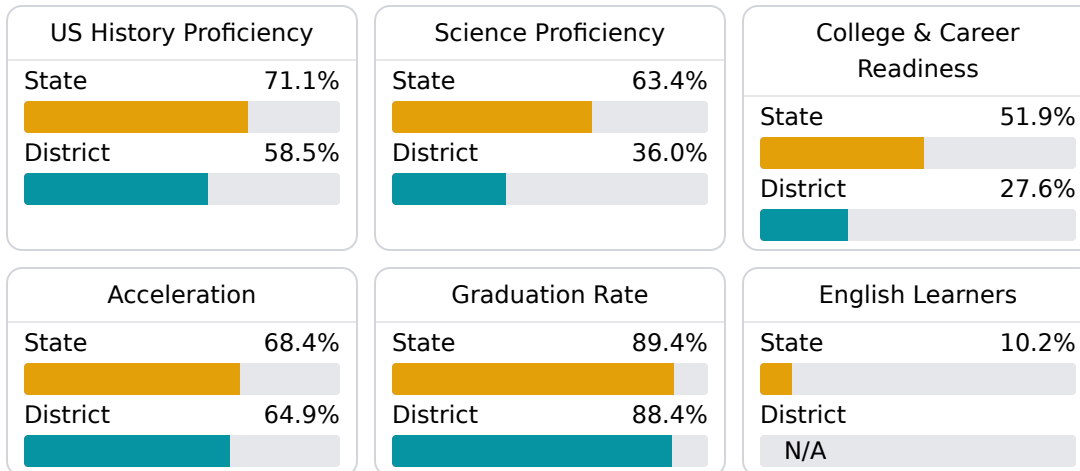 US History Proficiency
State 71.1%
District 58.5%
Science Proficiency
State 63.4%
District 36.0%
College & Career
Readiness
State 51.9%
District 27.6%
Acceleration
State 68.4%
District 64.9%
Graduation Rate
State 89.4%
District 88.4%
English Learners
State 10.2%
District
N/A